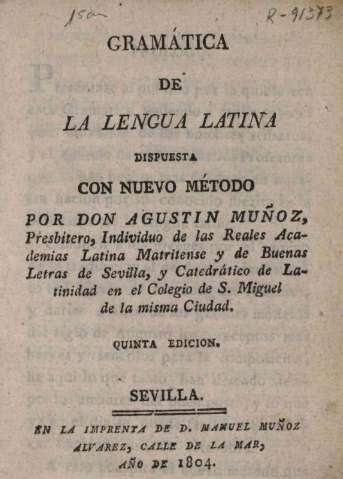 R-91373
GRAMÁTICA
DE
LA LENGUA LATINA
DISPUESTA
CON NUEVO MÉTODO
POR DON AGUSTIN MUÑOZ,
Presbitero, Individuo de las Reales Aca-
demias Latina Matritense y de Buenas
Letras de Sevilla, y Catedrático de La-
tinidad en el Colegio de S. Miguel
de la misma Ciudad.
QUINTA EDICION.
SEVILLA.
EN LA IMPRENTA DE D. MANUEL MUÑOZ
ALVAREZ, CALLE DE LA MAR,
AÑO DE 1804.